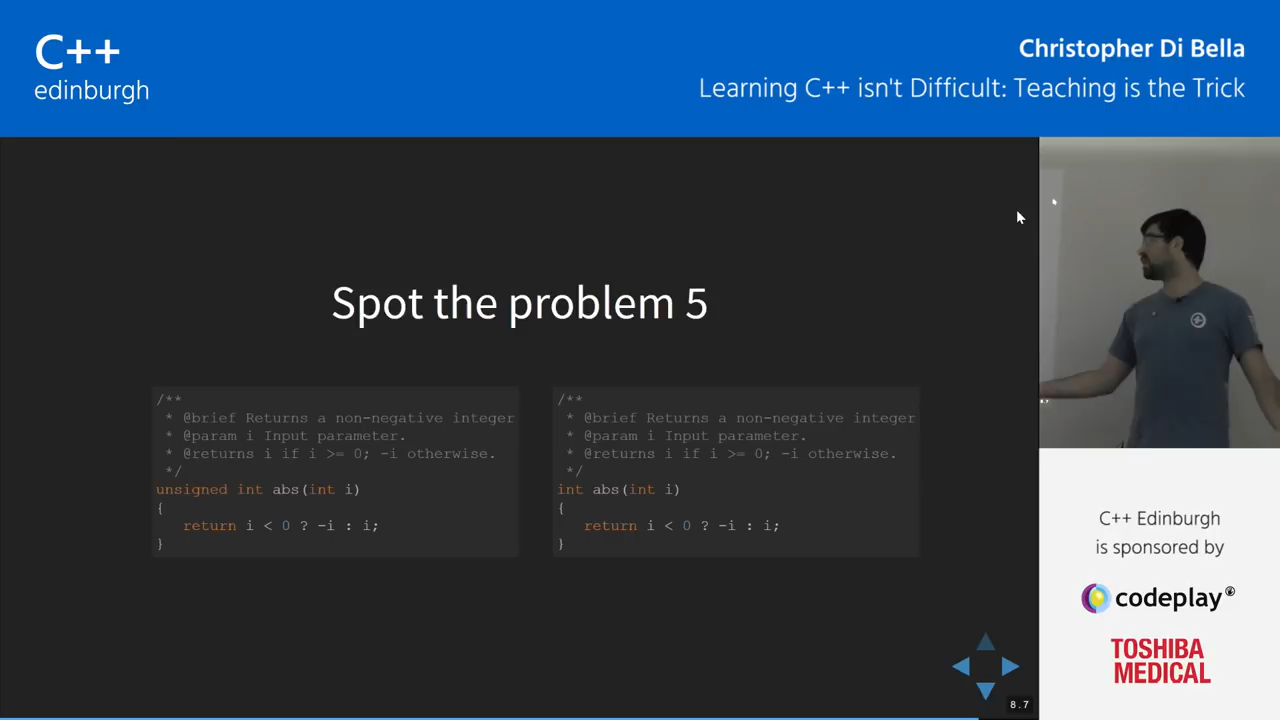 C++
edinburgh
Christopher Di Bella
Learning C++ isn't Difficult: Teaching is the Trick
Spot the problem 5
/**
* @brief Returns a non-negative integer
* @param i Input parameter.
* @returns i if i >= 0; -i otherwise.
*/
unsigned int abs(int i)
{
return i < 0 ? -i : i;
}
/**
* @brief Returns a non-negative integer
* @param i Input parameter.
* @returns i if i >= 0; -i otherwise.
*/
int abs(int i)
{
return i < 0 ? -i : i;
}
C++ Edinburgh
is sponsored by
codeplay®
TOSHIBA
MEDICAL
8.7